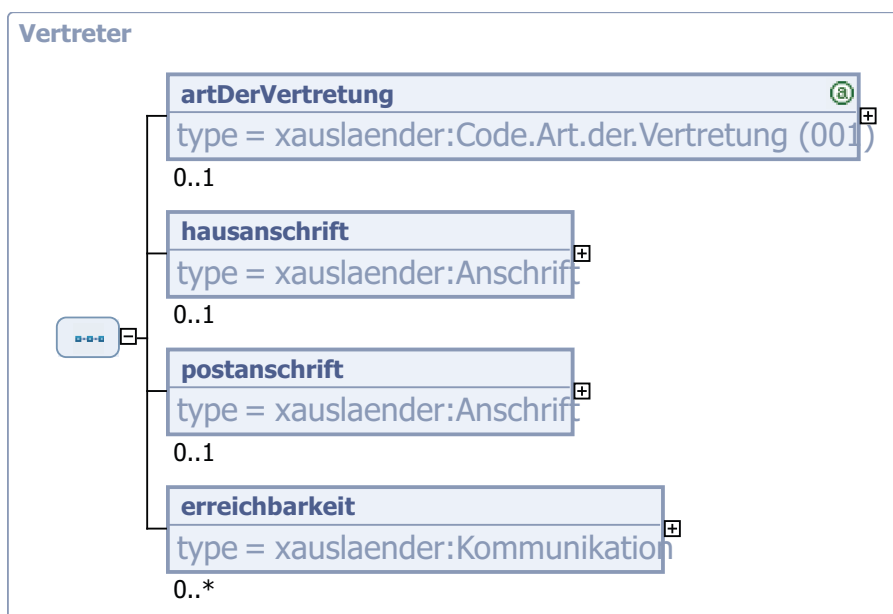 Vertreter
artDerVertretung
type = xauslaender:Code.Art.der.Vertretung (001)
0..1
hausanschrift
type = xauslaender:Anschrift
0..1
postanschrift
type = xauslaender:Anschrift
0..1
erreichbarkeit
type = xauslaender:Kommunikation
0..*